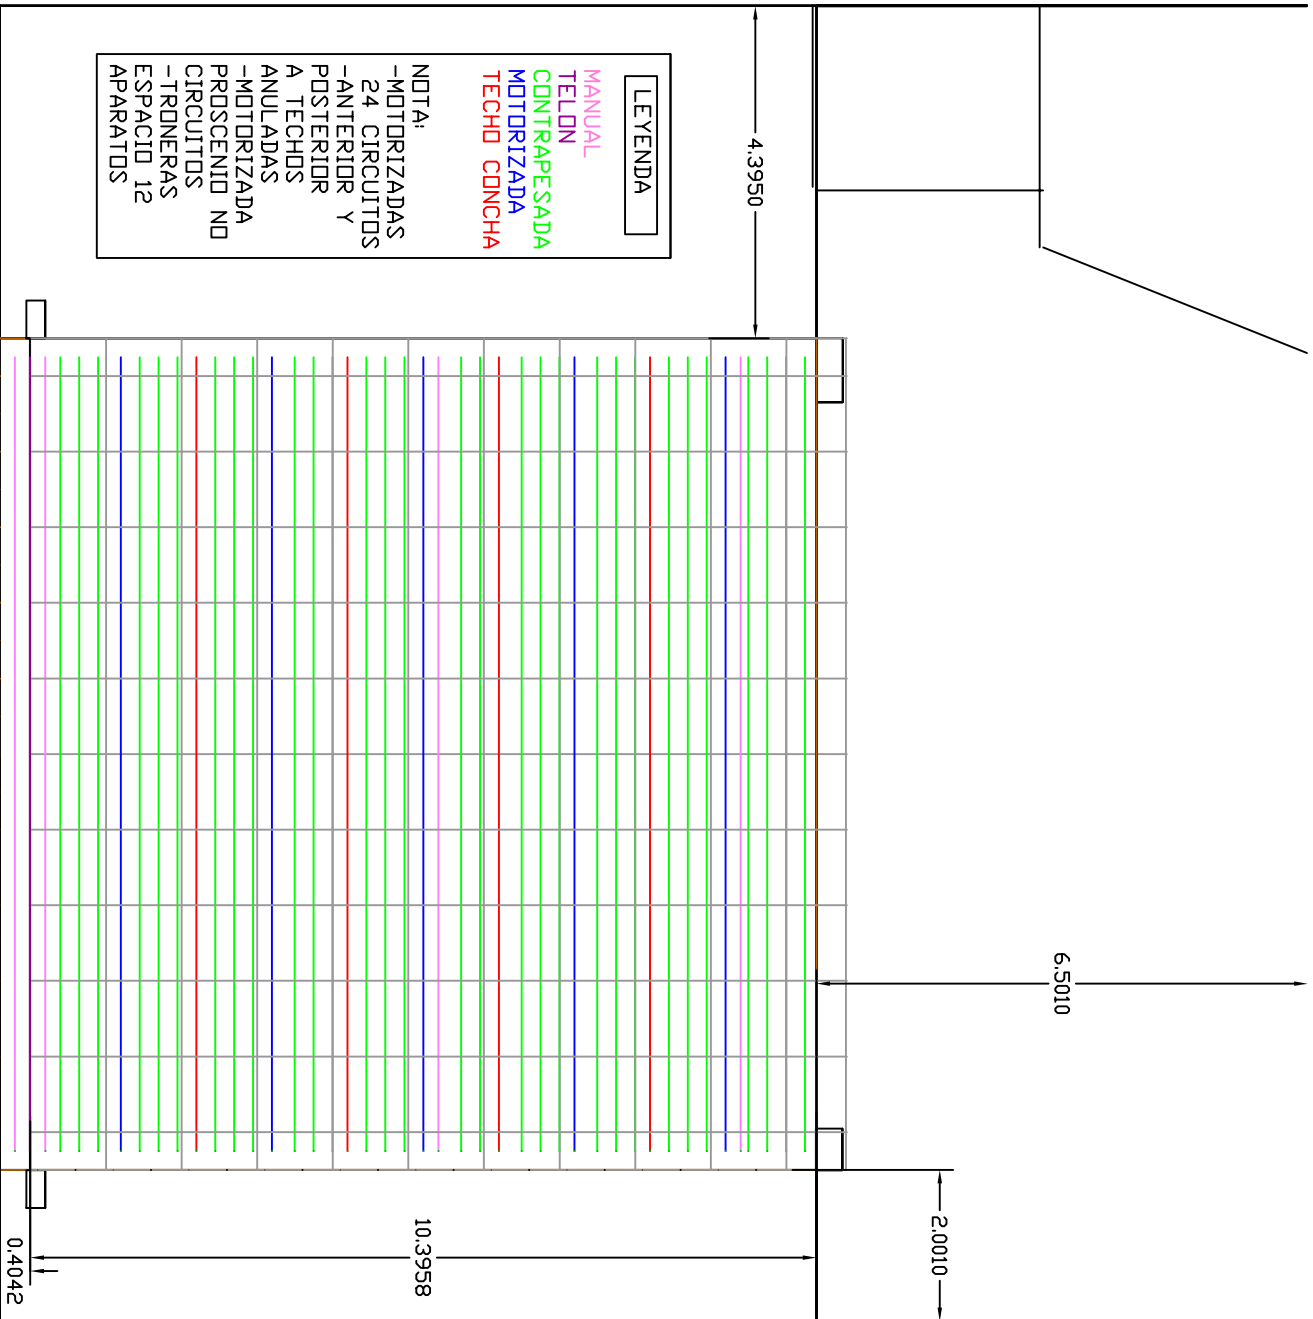 LEYENDA
MANUAL
TELON
CONTRAPESADA
MOTORIZADA
TECHO CONCHA
NOTA:
-MOTORIZADAS
24 CIRCUITOS
-ANTERIOR Y
POSTERIOR
A TECHOS
ANULADAS
-MOTORIZADA
PROSCENIO NO
CIRCUITOS
-TRONERAS
ESPACIO 12
APARATOS
4.3950
6.5010
2.0010
10.3958
0.4042